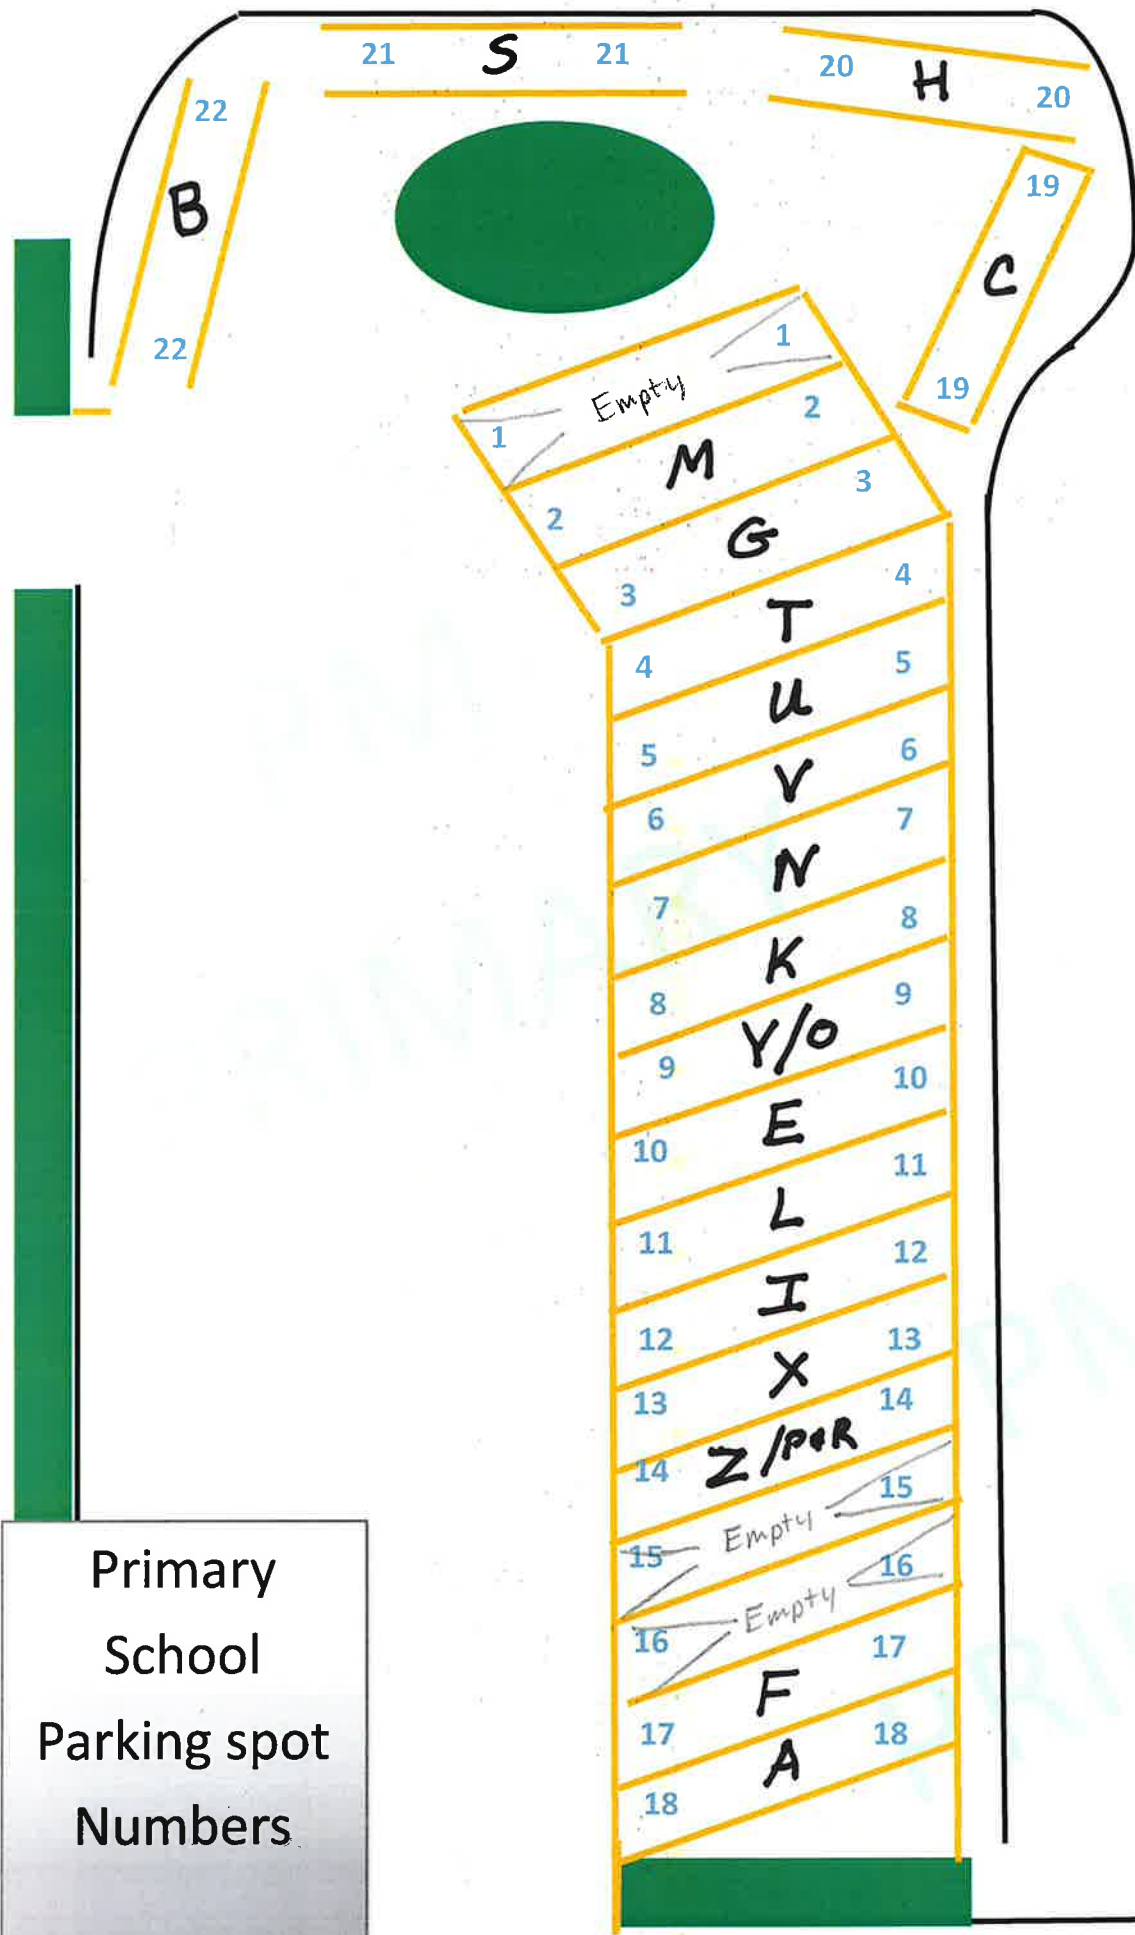 21 S 21
20 H 20
22
B
22
19
C
19
1 Empty 1
2 M 2
3 G 3
4 T 4
5 U 5
6 V 6
7 N 7
8 K 8
9 Y/O 9
10 E 10
11 L 11
12 I 12
13 X 13
14 Z/P&R 14
15 Empty 15
16 Empty 16
17 F 17
18 A 18
Primary
School
Parking spot
Numbers